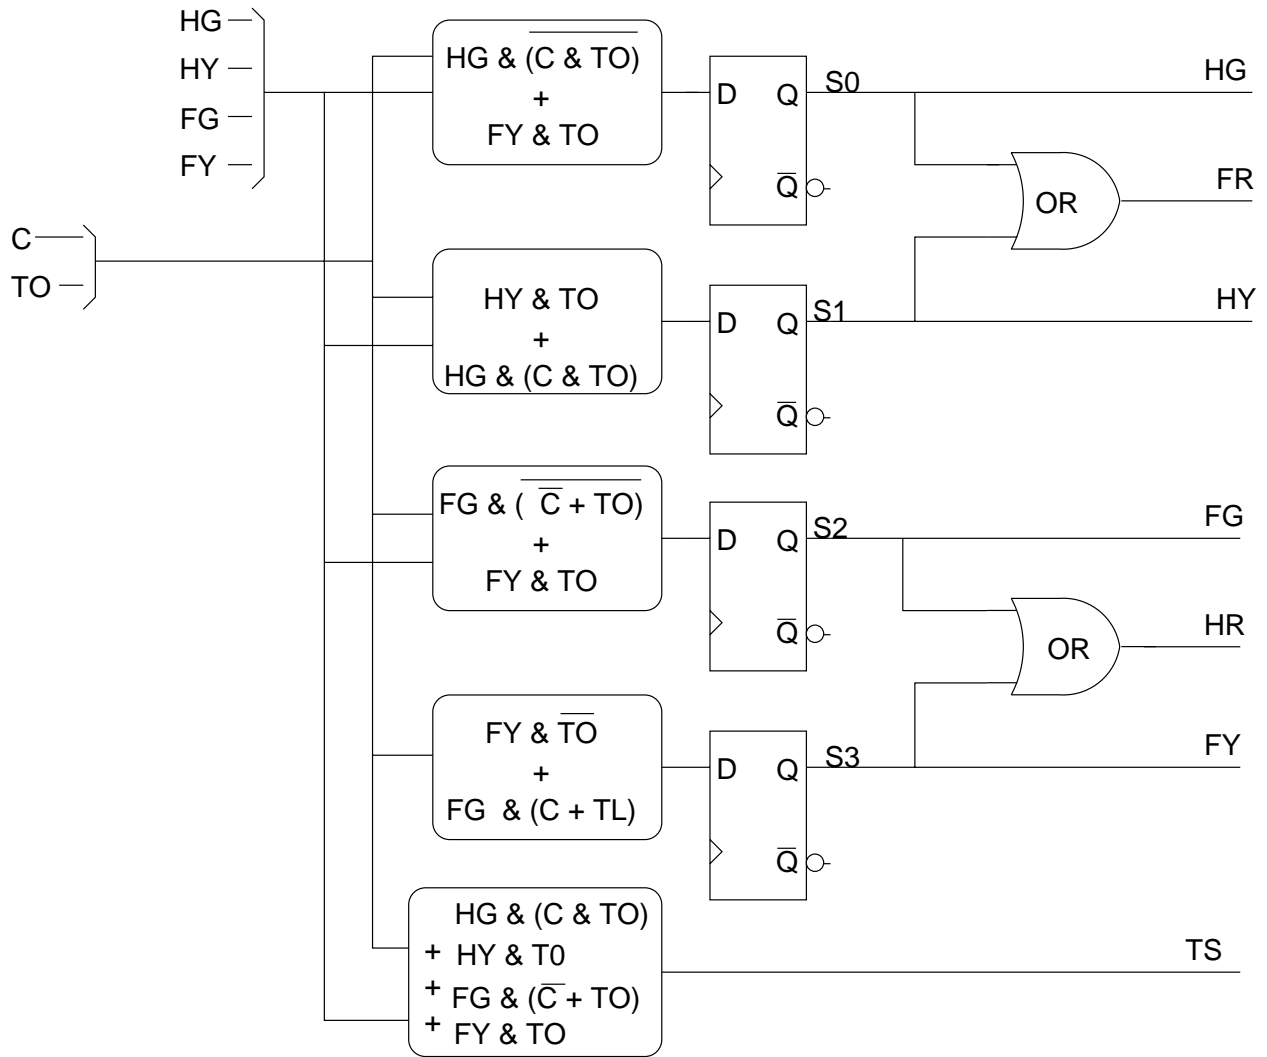 HG
HY
FG
FY
C
TO
HG & (C & TO)
+
FY & TO
D Q
Q
S0
HG
OR
FR
HY & TO
+
HG & (C & TO)
D Q
Q
S1
HY
FG & ( C + TO)
+
FY & TO
D Q
Q
S2
FG
OR
HR
FY & TO
+
FG & (C + TL)
D Q
Q
S3
FY
HG & (C & TO)
+ HY & T0
+ FG & (C + TO)
+ FY & TO
TS